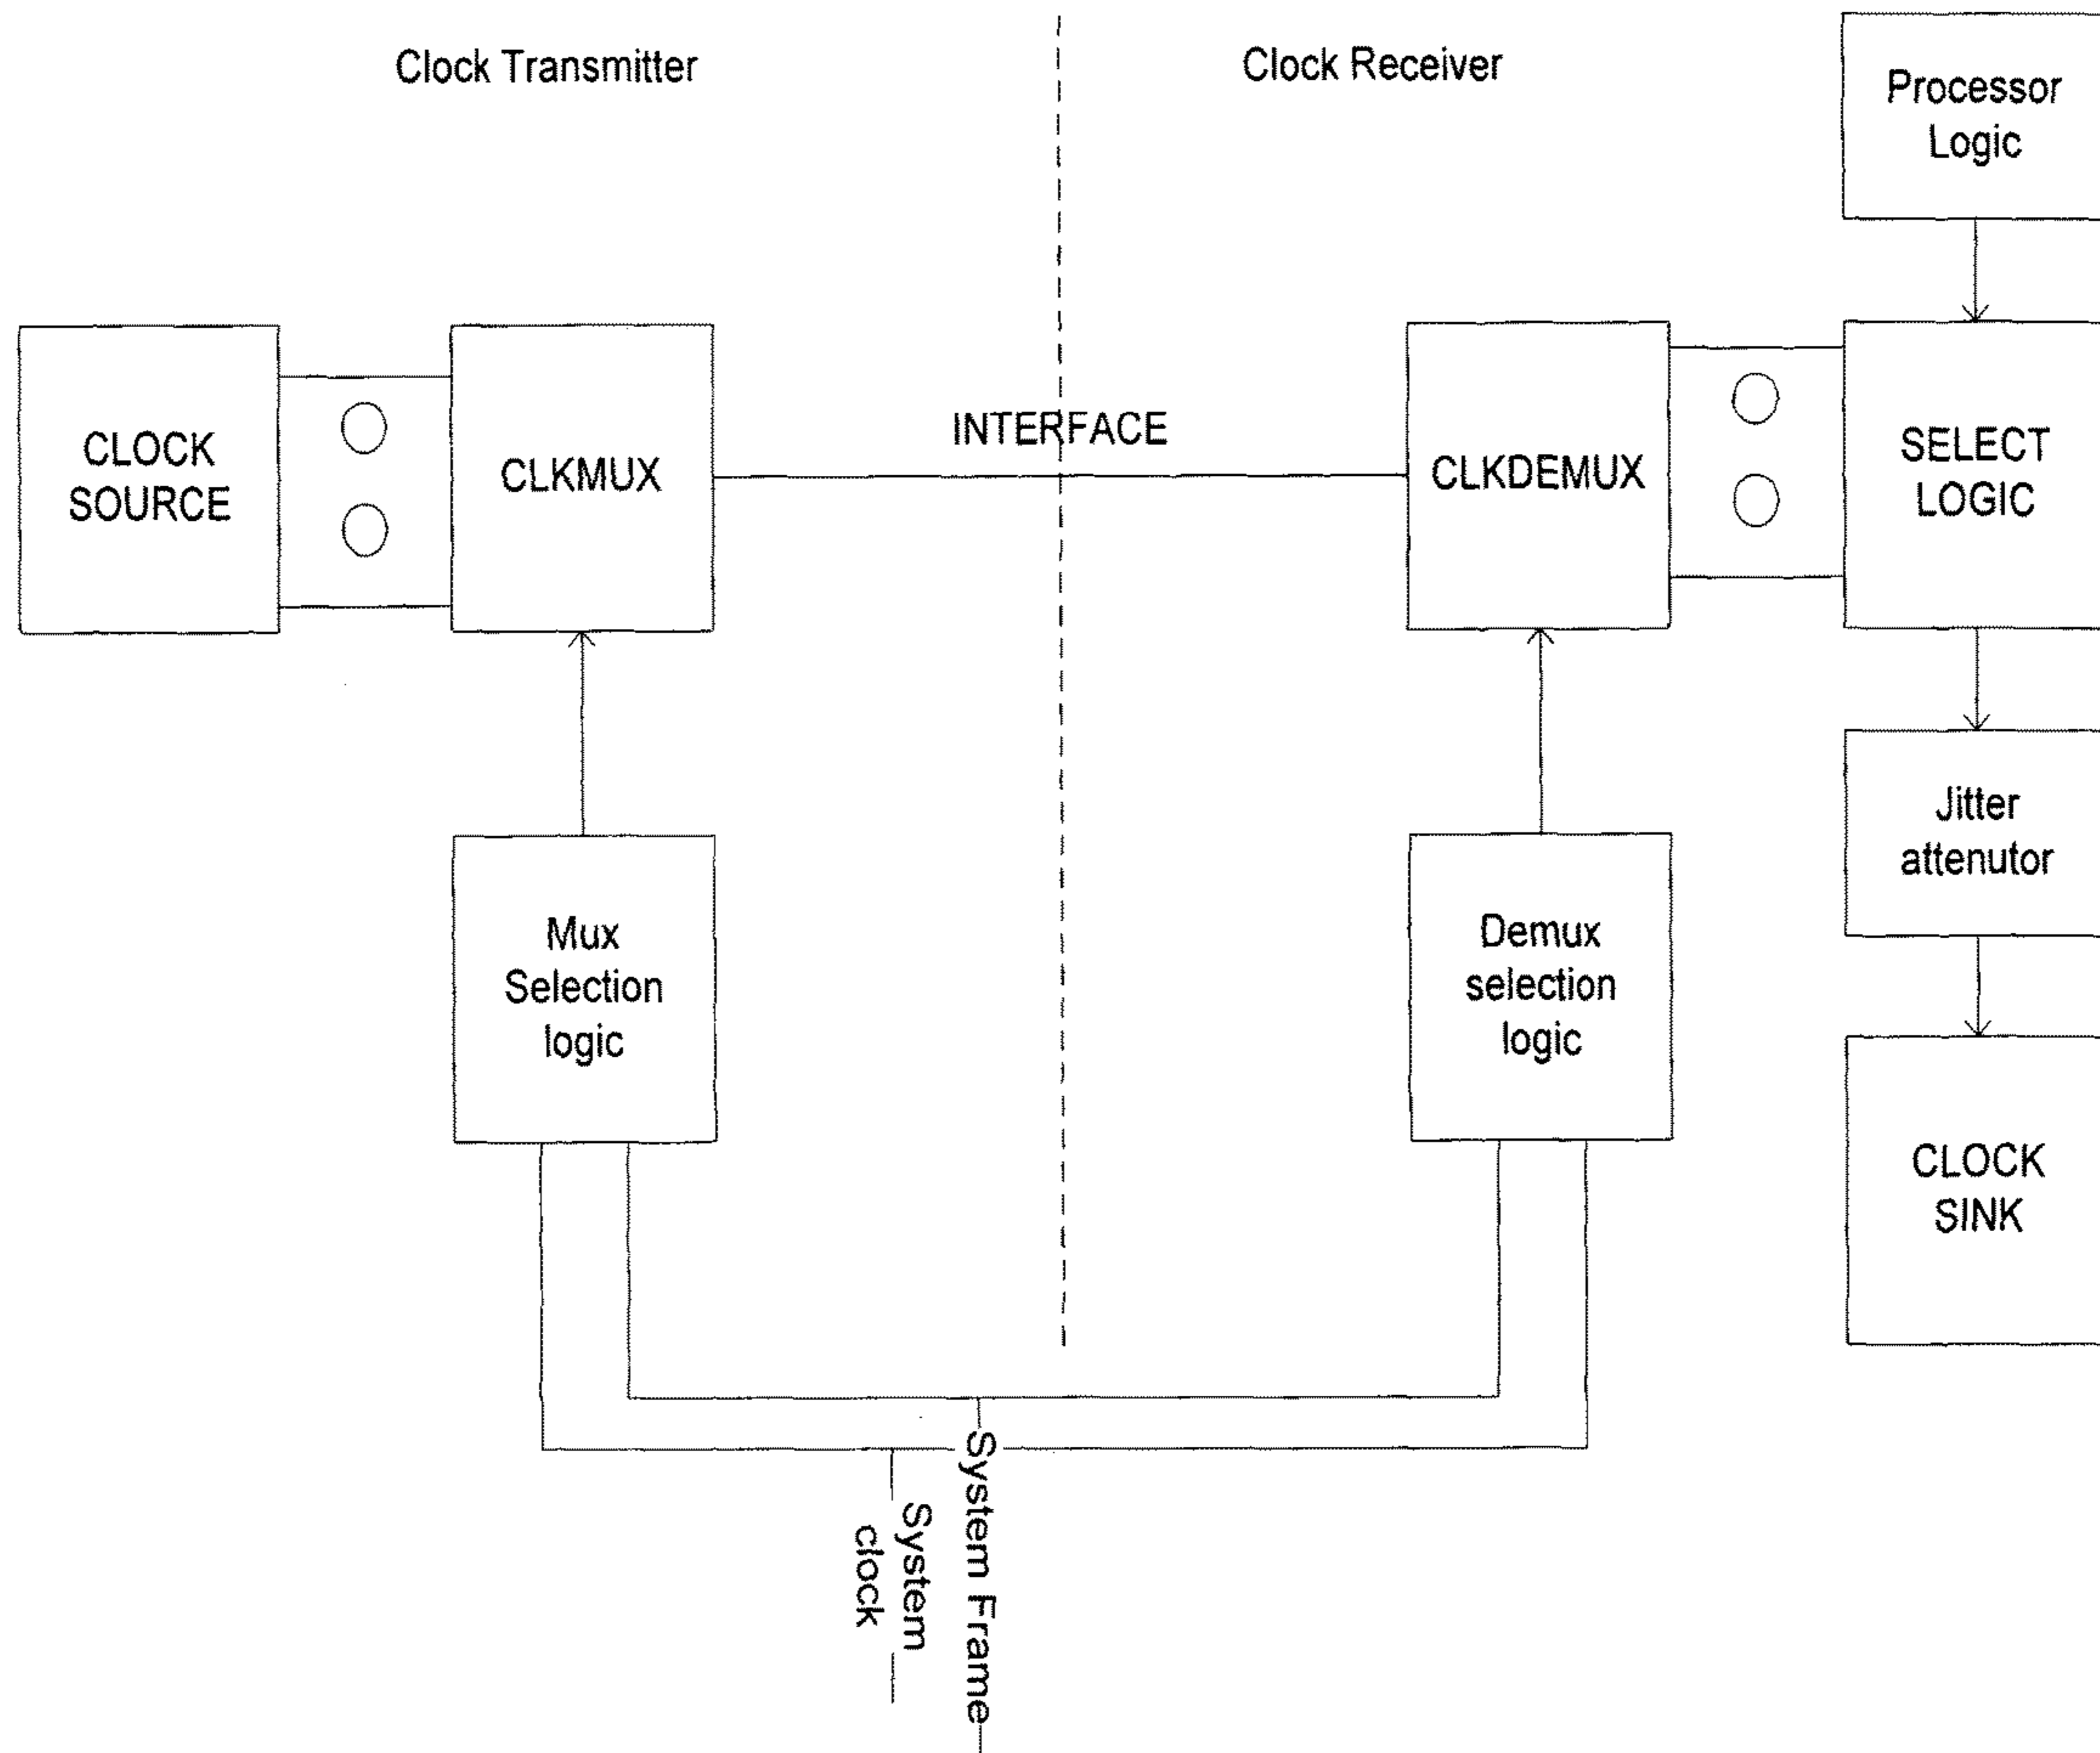 Clock Transmitter
Clock Receiver
Processor
Logic
CLOCK
SOURCE
CLKMUX
INTERFACE
CLKDEMUX
SELECT
LOGIC
Jitter
attenutor
Mux
Selection
logic
Demux
selection
logic
CLOCK
SINK
System
clock
System Frame